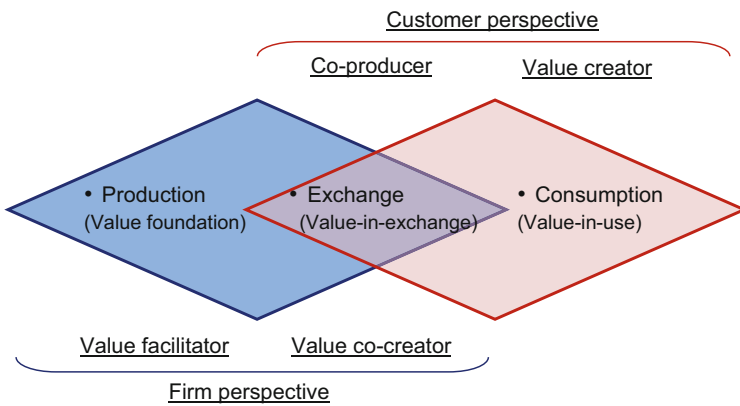 Customer perspective
Co-producer Value creator
• Production • Exchange • Consumption
(Value foundation) (Value-in-exchange) (Value-in-use)
Value facilitator Value co-creator
Firm perspective